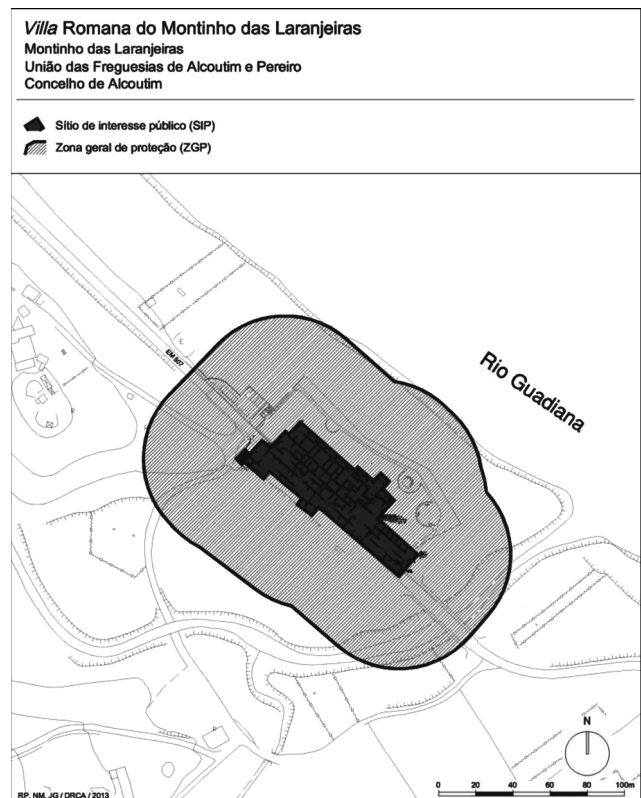 Villa Romana do Montinho das Laranjeiras
Montinho das Laranjeiras
União das Freguesias de Alcoutim e Pereiro
Concelho de Alcoutim
Sítio de interesse público (SIP)
Zona geral de proteção (ZGP)
EM 507
Rio Guadiana
N
0 20 40 60 80 100m
RP, NM, JG / DRCA / 2013